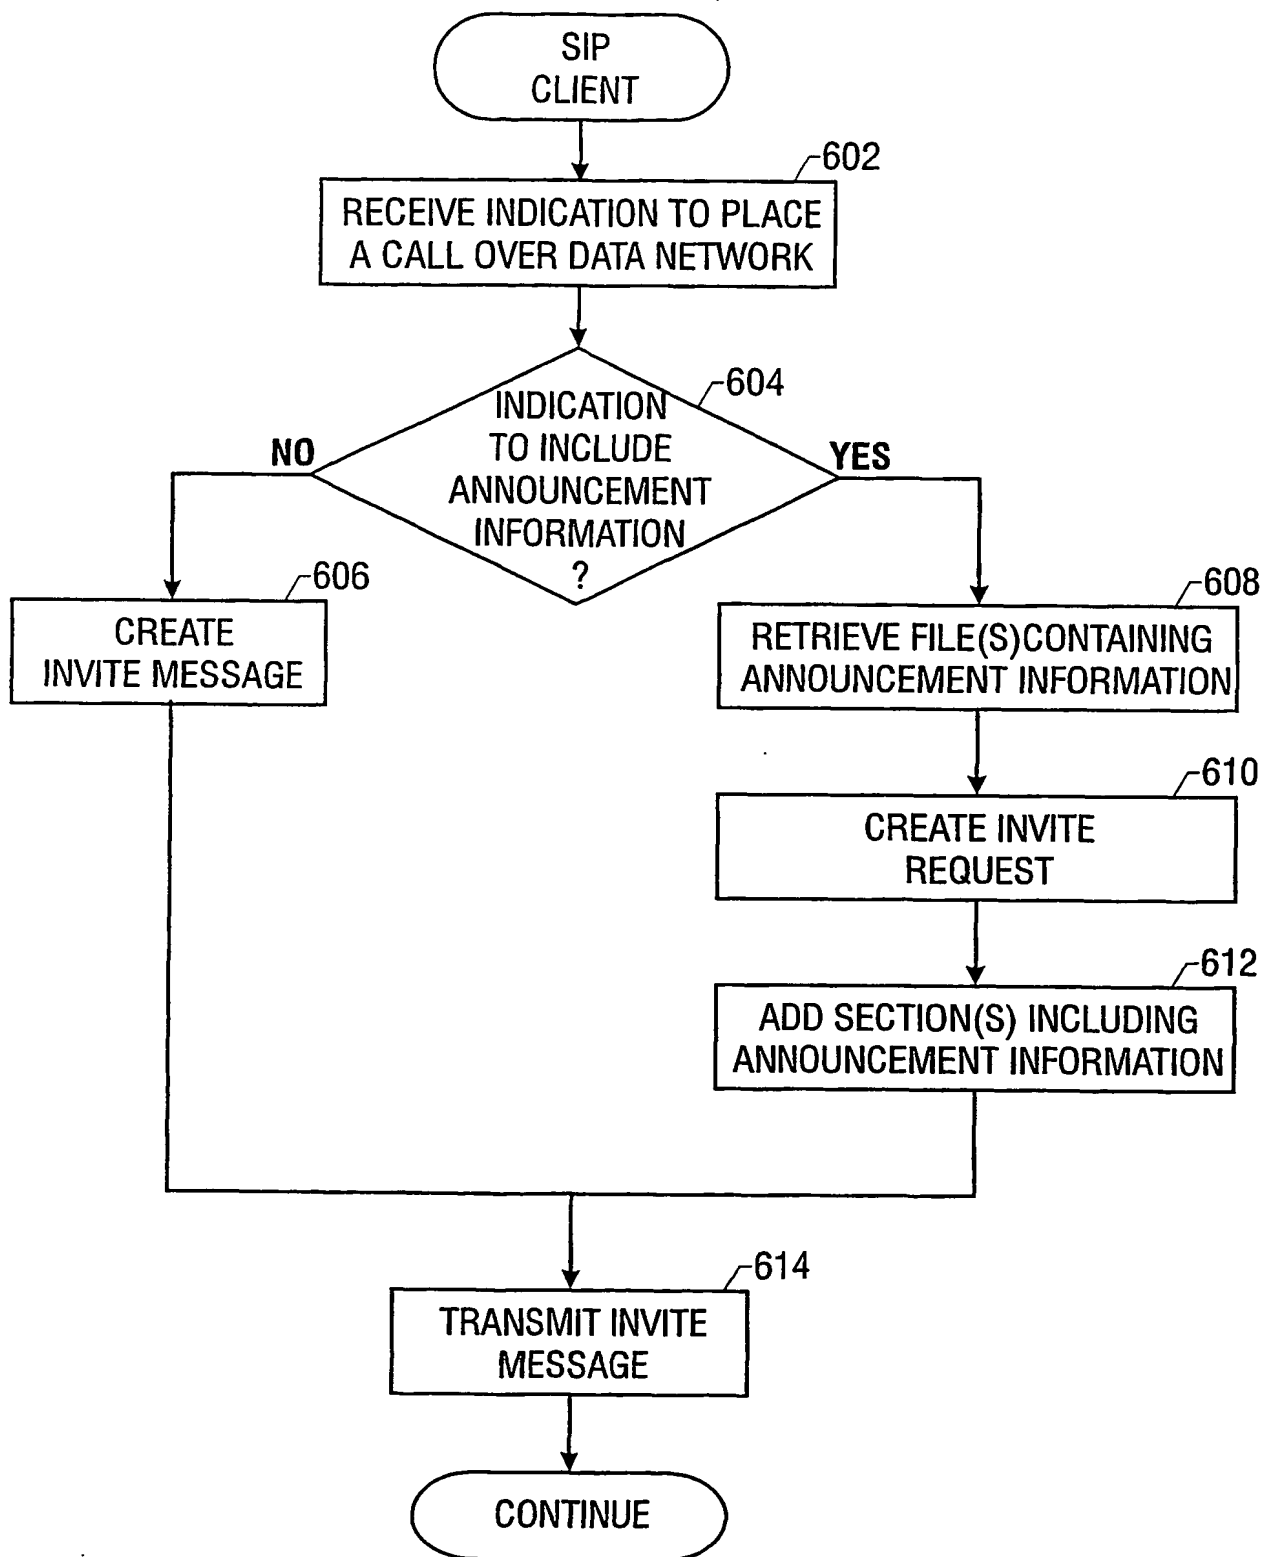 SIP
CLIENT
602
RECEIVE INDICATION TO PLACE
A CALL OVER DATA NETWORK
604
INDICATION
TO INCLUDE
ANNOUNCEMENT
INFORMATION
?
NO
YES
606
CREATE
INVITE MESSAGE
608
RETRIEVE FILE(S)CONTAINING
ANNOUNCEMENT INFORMATION
610
CREATE INVITE
REQUEST
612
ADD SECTION(S) INCLUDING
ANNOUNCEMENT INFORMATION
614
TRANSMIT INVITE
MESSAGE
CONTINUE